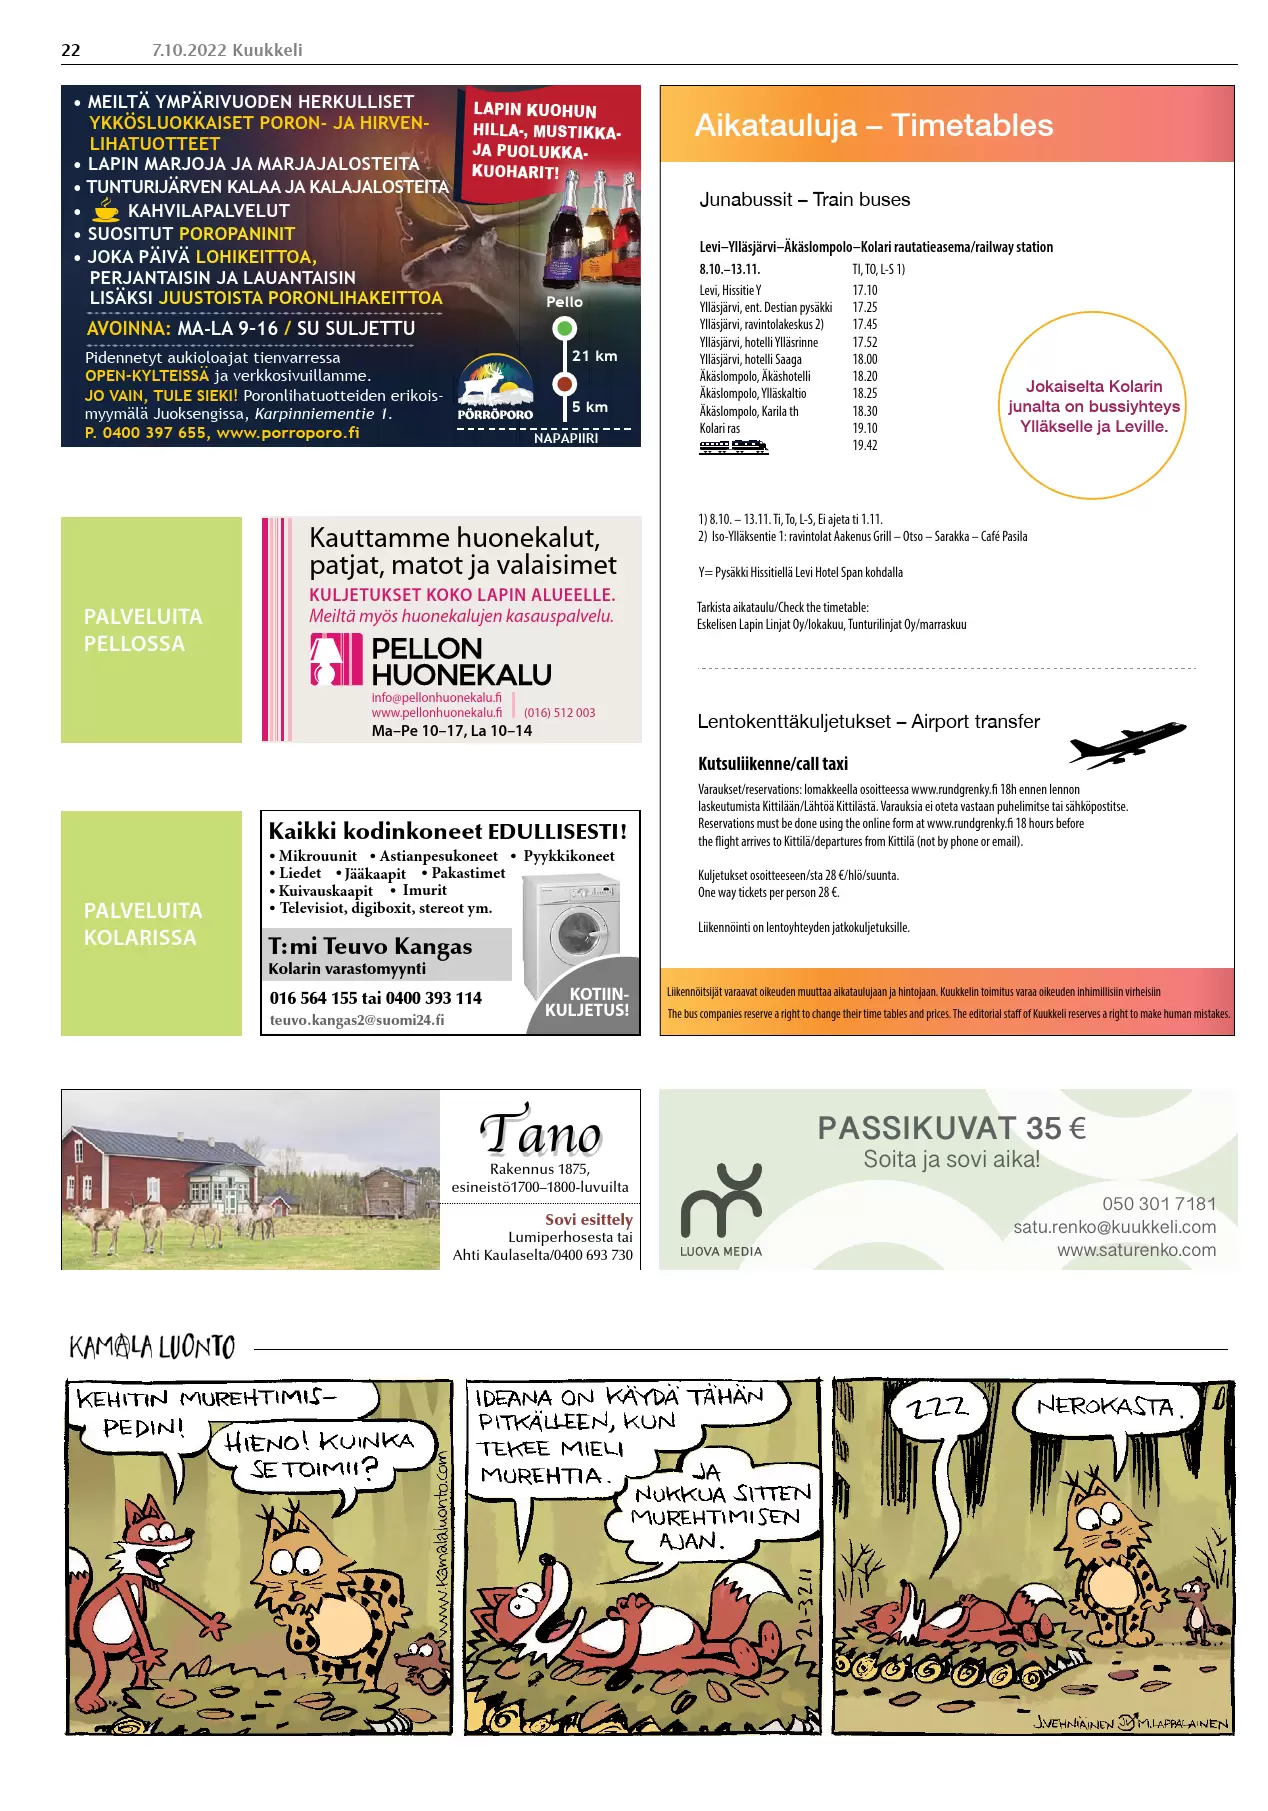 22 7.10.2022 Kuukkeli
• MEILTÄ YMPÄRIVUODEN HERKULLISET
YKKÖSLUOKKAISET PORON- JA HIRVEN-
LIHATUOTTEET
• LAPIN MARJOJA JA MARJAJALOSTEITA
• TUNTURIJÄRVEN KALAA JA KALAJALOSTEITA
• KAHVILAPALVELUT
• SUOSITUT POROPANINIT
• JOKA PÄIVÄ LOHIKEITTOA,
PERJANTAISIN JA LAUANTAISIN
LISÄKSI JUUSTOISTA PORONLIHAKEITTOA
AVOINNA: MA-LA 9-16 / SU SULJETTU
Pidennetyt aukioloajat tienvarressa
OPEN-KYLTEISSÄ ja verkkosivuillamme.
JO VAIN, TULE SIEKI! Poronlihatuotteiden erikois-
myymälä Juoksengissa, Karpinniementie 1.
P. 0400 397 655, www.porroporo.fi
LAPIN KUOHUN
HILLA-, MUSTIKKA-
JA PUOLUKKA-
KUOHARIT!
Pello
21 km
5 km
NAPAPIIRI
PÖRRÖPORO
PALVELUITA
PELLOSSA
Kauttamme huonekalut,
patjat, matot ja valaisimet
KULJETUKSET KOKO LAPIN ALUEELLE.
Meiltä myös huonekalujen kasauspalvelu.
PELLON
HUONEKALU
info@pellonhuonekalu.fi
www.pellonhuonekalu.fi (016) 512 003
Ma–Pe 10–17, La 10–14
PALVELUITA
KOLARISSA
Kaikki kodinkoneet EDULLISESTI!
• Mikrouunit • Astianpesukoneet • Pyykkikoneet
• Liedet • Jääkaapit • Pakastimet
• Kuivauskaapit • Imurit
• Televisiot, digiboxit, stereot ym.
T:mi Teuvo Kangas
Kolarin varastomyynti
016 564 155 tai 0400 393 114
teuvo.kangas2@suomi24.fi
KOTIIN-
KULJETUS!
Aikatauluja – Timetables
Junabussit – Train buses
Levi–Ylläsjärvi–Äkäslompolo–Kolari rautatieasema/railway station
8.10.–13.11. TI, TO, L-S 1)
Levi, Hissitie Y 17.10
Ylläsjärvi, ent. Destian pysäkki 17.25
Ylläsjärvi, ravintolakeskus 2) 17.45
Ylläsjärvi, hotelli Ylläsrinne 17.52
Ylläsjärvi, hotelli Saaga 18.00
Äkäslompolo, Äkäshotelli 18.20
Äkäslompolo, Ylläskaltio 18.25
Äkäslompolo, Karila th 18.30
Kolari ras 19.10
19.42
Jokaiselta Kolarin
junalta on bussiyhteys
Ylläkselle ja Leville.
1) 8.10. – 13.11. Ti, To, L-S, Ei ajeta ti 1.11.
2) Iso-Ylläksentie 1: ravintolat Aakenus Grill – Otso – Sarakka – Café Pasila
Y= Pysäkki Hissitiellä Levi Hotel Span kohdalla
Tarkista aikataulu/Check the timetable:
Eskelisen Lapin Linjat Oy/lokakuu, Tunturilinjat Oy/marraskuu
Lentokenttäkuljetukset – Airport transfer
Kutsuliikenne/call taxi
Varaukset/reservations: lomakkeella osoitteessa www.rundgrenky.fi 18h ennen lennon
laskeutumista Kittilään/Lähtöä Kittilästä. Varauksia ei oteta vastaan puhelimitse tai sähköpostitse.
Reservations must be done using the online form at www.rundgrenky.fi 18 hours before
the flight arrives to Kittilä/departures from Kittilä (not by phone or email).
Kuljetukset osoitteeseen/sta 28 €/hlö/suunta.
One way tickets per person 28 €.
Liikennöinti on lentoyhteyden jatkokuljetuksille.
Liikennöitsijät varaavat oikeuden muuttaa aikataulujaan ja hintojaan. Kuukkelin toimitus varaa oikeuden inhimillisiin virheisiin
The bus companies reserve a right to change their time tables and prices. The editorial staff of Kuukkeli reserves a right to make human mistakes.
Tano
Rakennus 1875,
esineistö1700–1800-luvuilta
Sovi esittely
Lumiperhosesta tai
Ahti Kaulaselta/0400 693 730
PASSIKUVAT 35 €
Soita ja sovi aika!
050 301 7181
satu.renko@kuukkeli.com
www.saturenko.com
LUOVA MEDIA
KAMALA LUONTO
KEHITIN MUREHTIMIS–
PEDIN!
HIENO! KUINKA
SE TOIMII?
www.kamalaluonto.com
IDEANA ON KÄYDÄ TÄHÄN
PITKÄLLEEN, KUN
TEKEE MIELI
MUREHTIA.
JA
NUKKUA SITTEN
MUREHTIMISEN
AJAN.
21-3211
ZZZ
NEROKASTA.
J.VEHNIÄINEN JV M.LAPPALAINEN